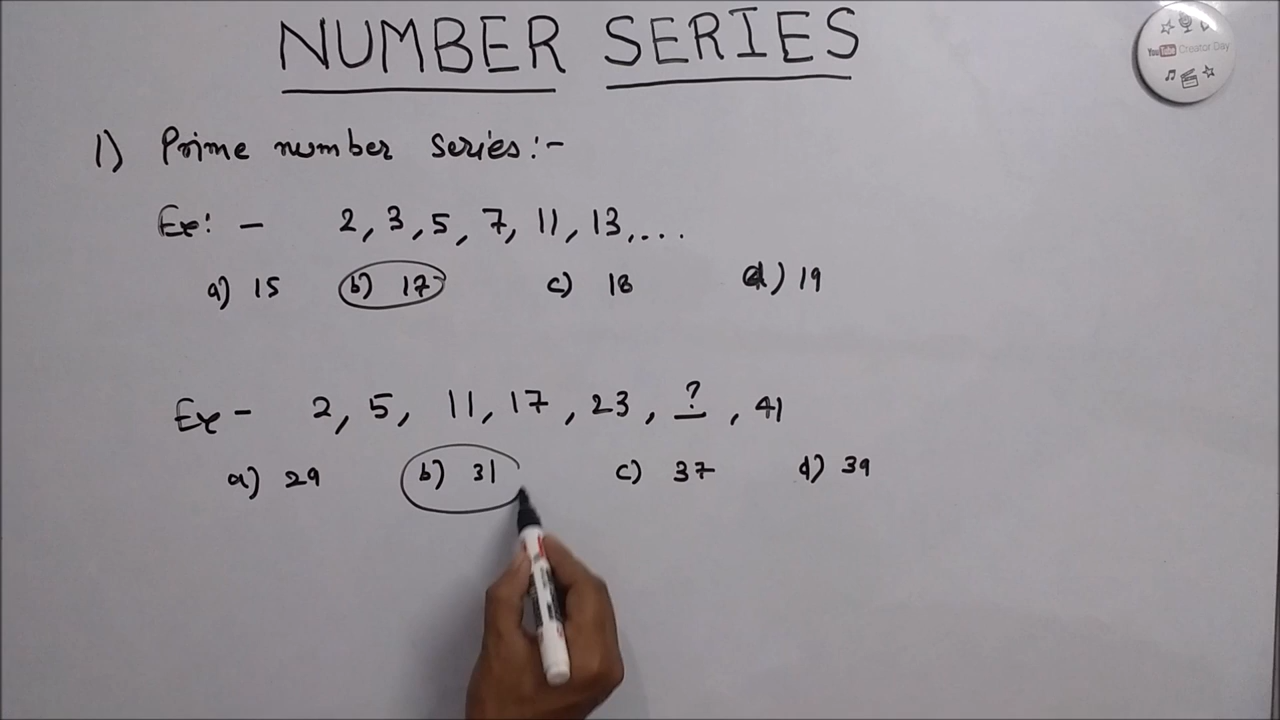 NUMBER SERIES
YouTube Creator Day
1) Prime number series:-
Ex:- 2, 3, 5, 7, 11, 13, ...
a) 15 b) 17 c) 18 d) 19
Ex- 2, 5, 11, 17, 23, ?, 41
a) 29 b) 31 c) 37 d) 39